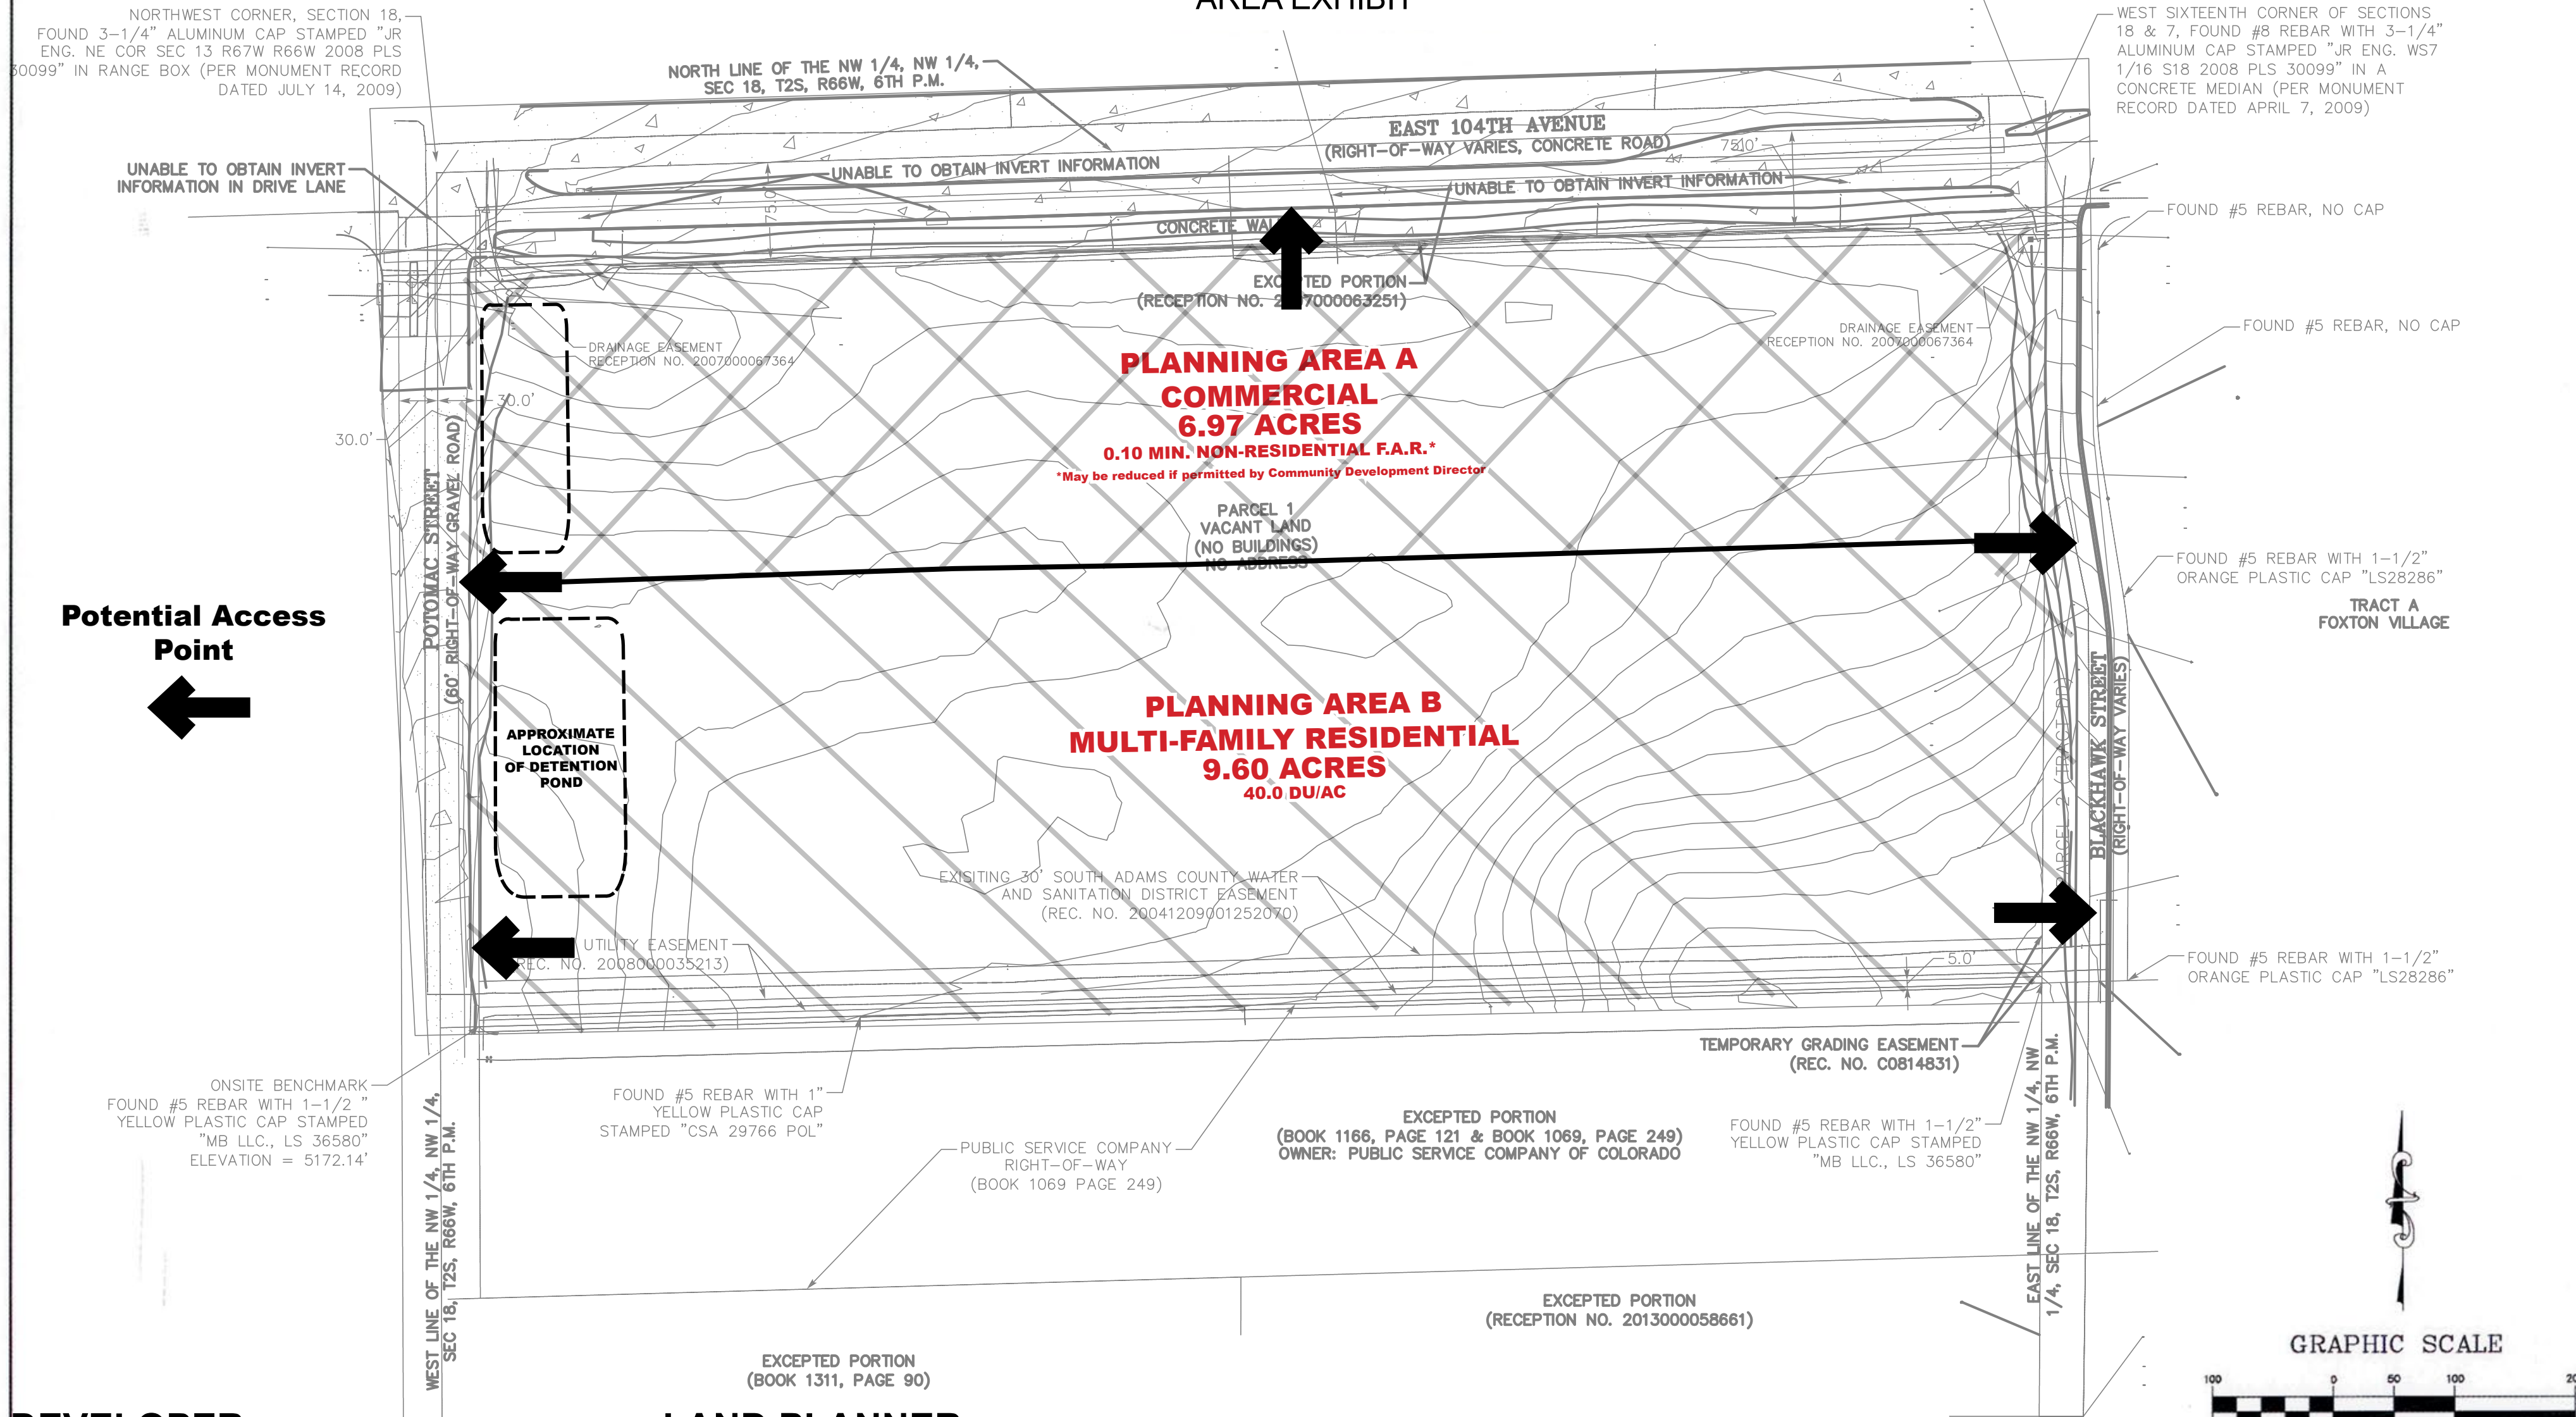 AREA EXHIBIT
NORTHWEST CORNER, SECTION 18,
FOUND 3-1/4" ALUMINUM CAP STAMPED "JR
ENG. NE COR SEC 13 R67W R66W 2008 PLS
30099" IN RANGE BOX (PER MONUMENT RECORD
DATED JULY 14, 2009)
NORTH LINE OF THE NW 1/4, NW 1/4,
SEC 18, T2S, R66W, 6TH P.M.
WEST SIXTEENTH CORNER OF SECTIONS
18 & 7, FOUND #8 REBAR WITH 3-1/4"
ALUMINUM CAP STAMPED "JR ENG. WS7
1/16 S18 2008 PLS 30099" IN A
CONCRETE MEDIAN (PER MONUMENT
RECORD DATED APRIL 7, 2009)
EAST 104TH AVENUE
(RIGHT-OF-WAY VARIES, CONCRETE ROAD)
75.0'
UNABLE TO OBTAIN INVERT
INFORMATION IN DRIVE LANE
UNABLE TO OBTAIN INVERT INFORMATION
UNABLE TO OBTAIN INVERT INFORMATION
75.0'
CONCRETE
FOUND #5 REBAR, NO CAP
EXCEPTED PORTION
(RECEPTION NO. 2007000063251)
FOUND #5 REBAR, NO CAP
DRAINAGE EASEMENT
RECEPTION NO. 2007000067364
DRAINAGE EASEMENT
RECEPTION NO. 2007000067364
PLANNING AREA A
COMMERCIAL
6.97 ACRES
0.10 MIN. NON-RESIDENTIAL F.A.R.*
*May be reduced if permitted by Community Development Director
30.0'
30.0'
POTOMAC STREET
(60' RIGHT-OF-WAY GRAVEL ROAD)
PARCEL 1
VACANT LAND
(NO BUILDINGS)
NO ADDRESS
FOUND #5 REBAR WITH 1-1/2"
ORANGE PLASTIC CAP "LS28286"
TRACT A
FOXTON VILLAGE
Potential Access
Point
PARCEL 2 (TRACT D)
BLACKHAWK STREET
(RIGHT-OF-WAY VARIES)
PLANNING AREA B
MULTI-FAMILY RESIDENTIAL
9.60 ACRES
40.0 DU/AC
APPROXIMATE
LOCATION
OF DETENTION
POND
EXISITING 30' SOUTH ADAMS COUNTY WATER
AND SANITATION DISTRICT EASEMENT
(REC. NO. 20041209001252070)
UTILITY EASEMENT
REC. NO. 2008000035213)
5.0'
FOUND #5 REBAR WITH 1-1/2"
ORANGE PLASTIC CAP "LS28286"
TEMPORARY GRADING EASEMENT
(REC. NO. C0814831)
ONSITE BENCHMARK
FOUND #5 REBAR WITH 1-1/2 "
YELLOW PLASTIC CAP STAMPED
"MB LLC., LS 36580"
ELEVATION = 5172.14'
FOUND #5 REBAR WITH 1"
YELLOW PLASTIC CAP
STAMPED "CSA 29766 POL"
PUBLIC SERVICE COMPANY
RIGHT-OF-WAY
(BOOK 1069 PAGE 249)
EXCEPTED PORTION
(BOOK 1166, PAGE 121 & BOOK 1069, PAGE 249)
OWNER: PUBLIC SERVICE COMPANY OF COLORADO
FOUND #5 REBAR WITH 1-1/2"
YELLOW PLASTIC CAP STAMPED
"MB LLC., LS 36580"
WEST LINE OF THE NW 1/4, NW 1/4,
SEC 18, T2S, R66W, 6TH P.M.
EAST LINE OF THE NW 1/4, NW
1/4, SEC 18, T2S, R66W, 6TH P.M.
EXCEPTED PORTION
(RECEPTION NO. 2013000058661)
EXCEPTED PORTION
(BOOK 1311, PAGE 90)
GRAPHIC SCALE
100 0 50 100
DEVELOPER
LAND PLANNER